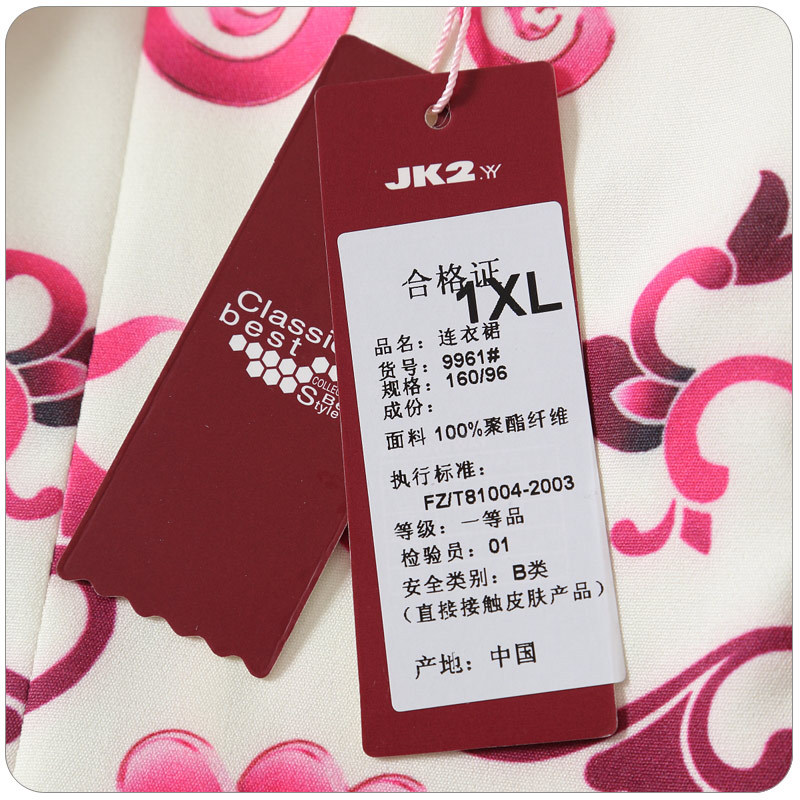 JK2.YY
合格证
1XL
品名：连衣裙
货号：9961#
规格：160/96
成份：
面料 100%聚酯纤维
执行标准：
FZ/T81004-2003
等级：一等品
检验员：01
安全类别：B类
（直接接触皮肤产品）
产地：中国
Classic
best
Style